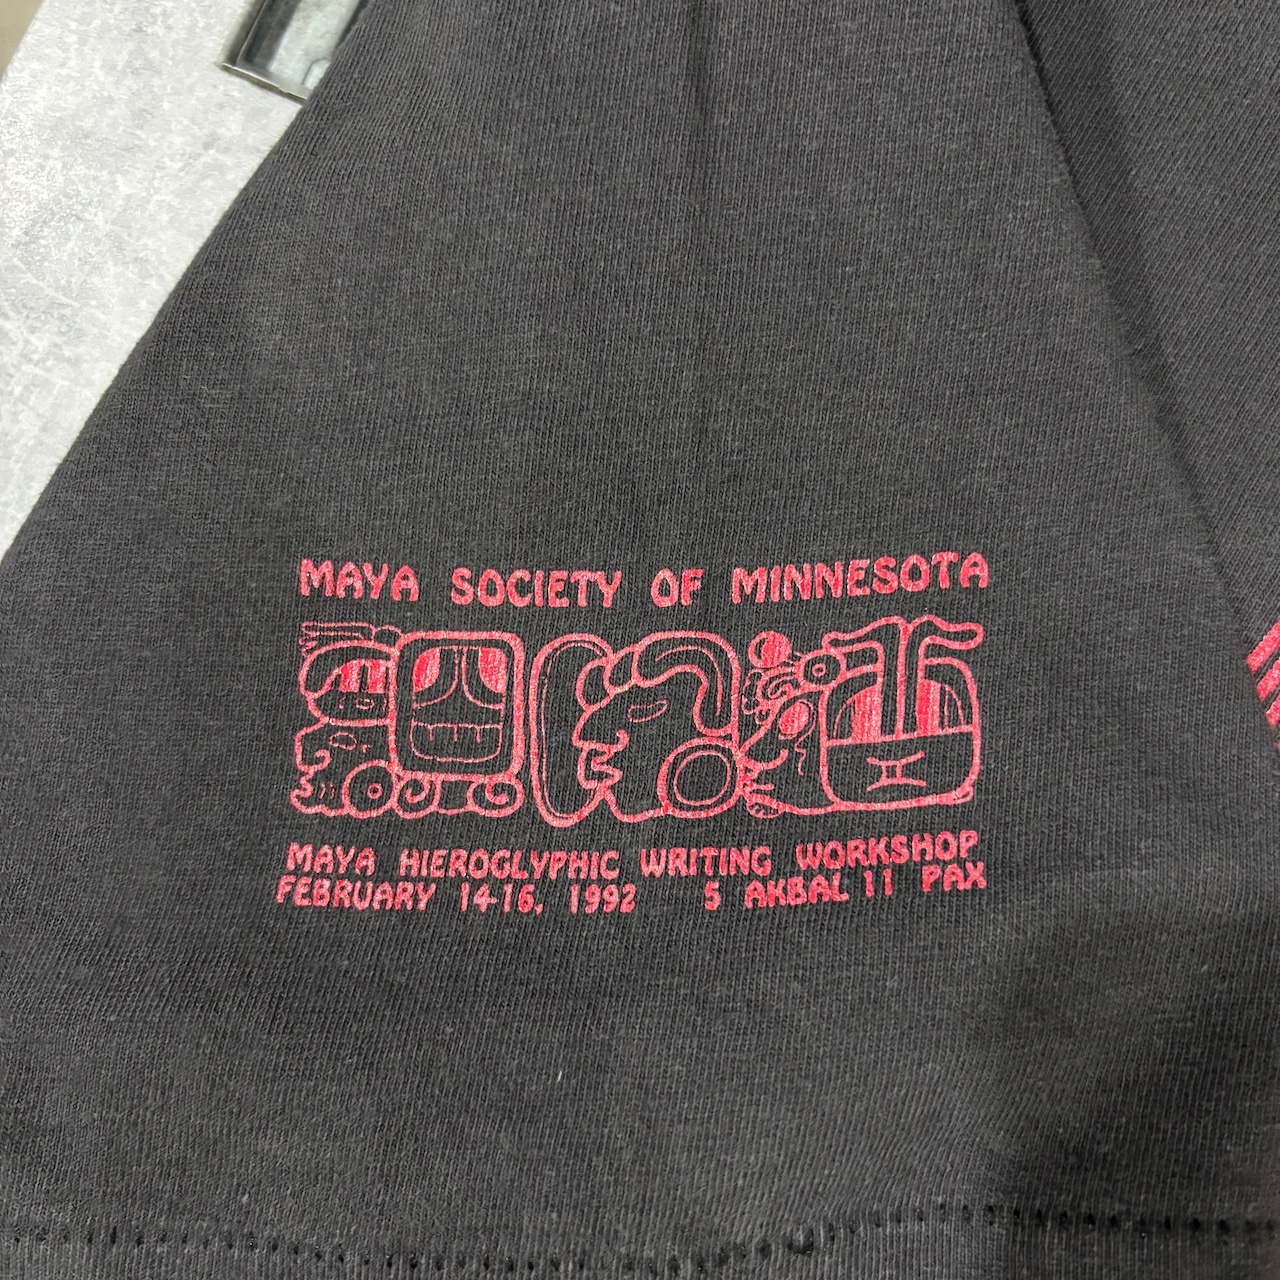 MAYA SOCIETY OF MINNESOTA
MAYA HIEROGLYPHIC WRITING WORKSHOP
FEBRUARY 14-16, 1992 5 AKBAL 11 PAX